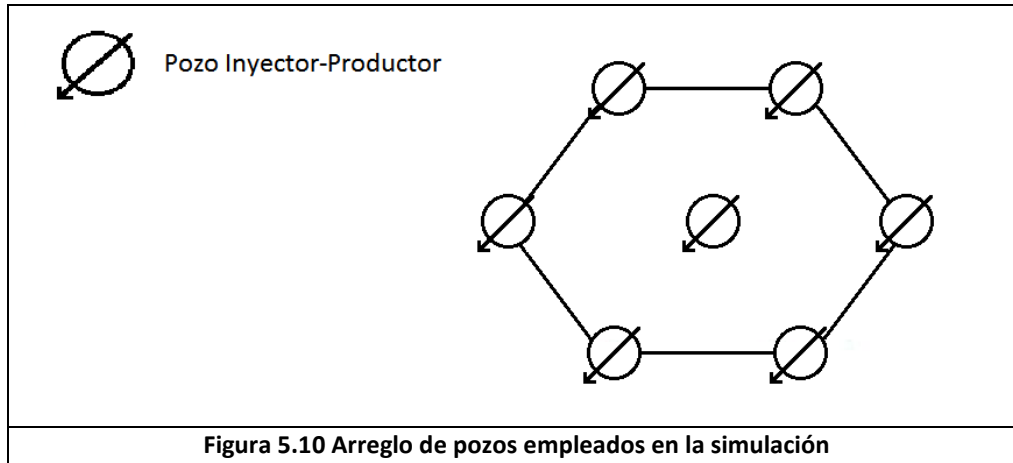 Pozo Inyector-Productor
Figura 5.10 Arreglo de pozos empleados en la simulación